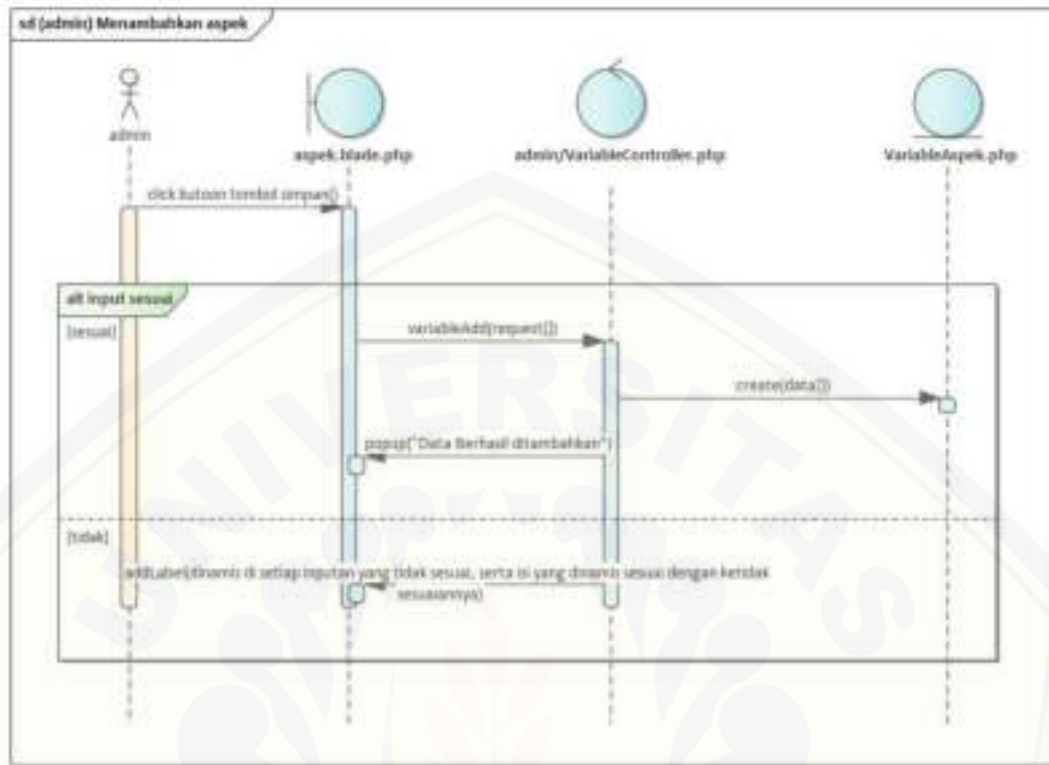 sd (admin) Menambahkan aspek
admin
aspek.blade.php
admin/VariableController.php
VariableAspek.php
click butoon tombol simpan()
alt input sesuai
[sesuai]
variableAdd(request[])
create(data[])
popup("Data Berhasil ditambahkan")
[tidak]
addLabel(dinamis di setiap inputan yang tidak sesuai, serta isi yang dinamis sesuai dengan ketidak
sesuaiannya)
UNIVERSITAS